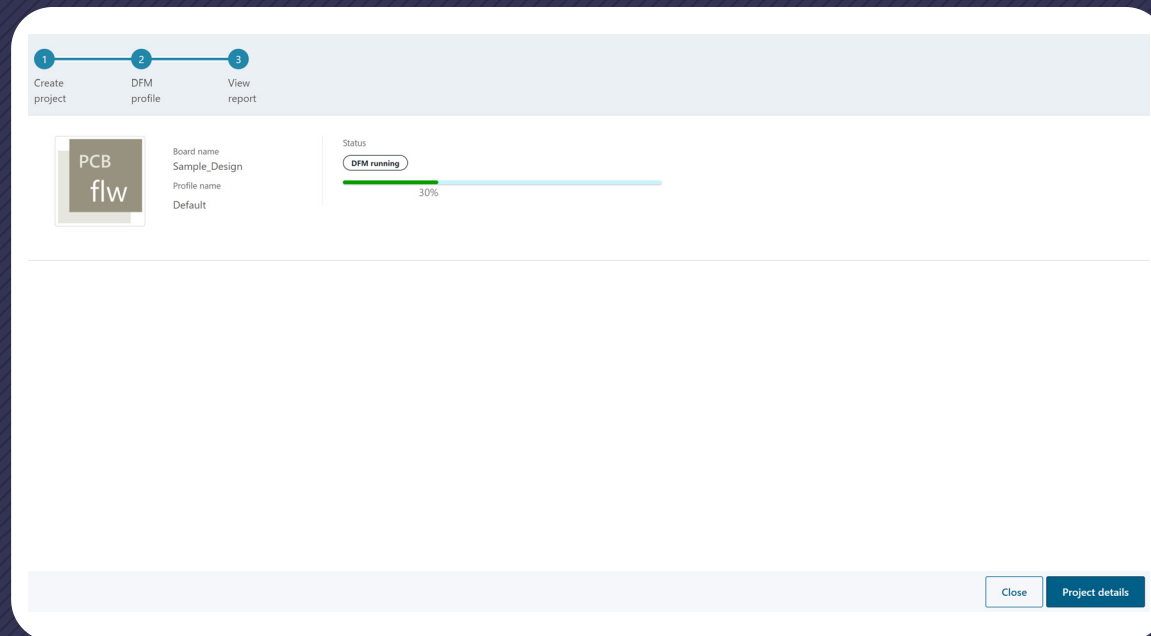 1
2
3
Create
project
DFM
profile
View
report
PCB
flw
Board name
Sample_Design
Profile name
Default
Status
DFM running
30%
Close
Project details